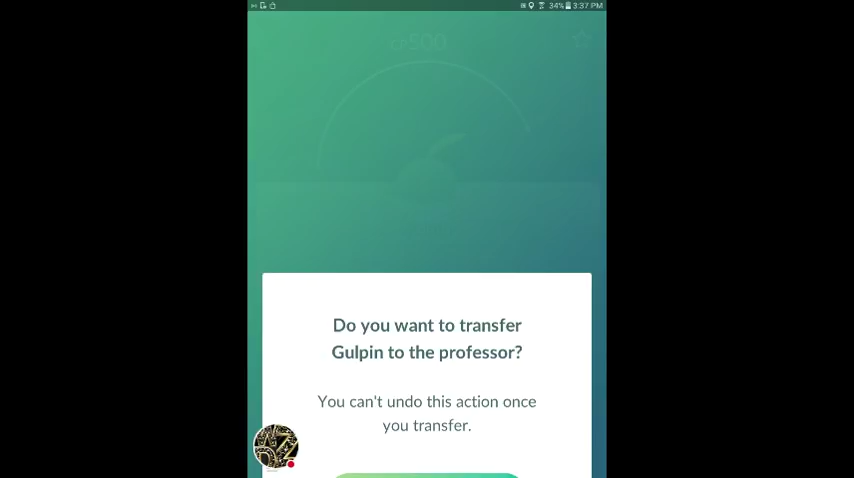 34% 3:37 PM
CP500
Do you want to transfer
Gulpin to the professor?
You can't undo this action once
you transfer.